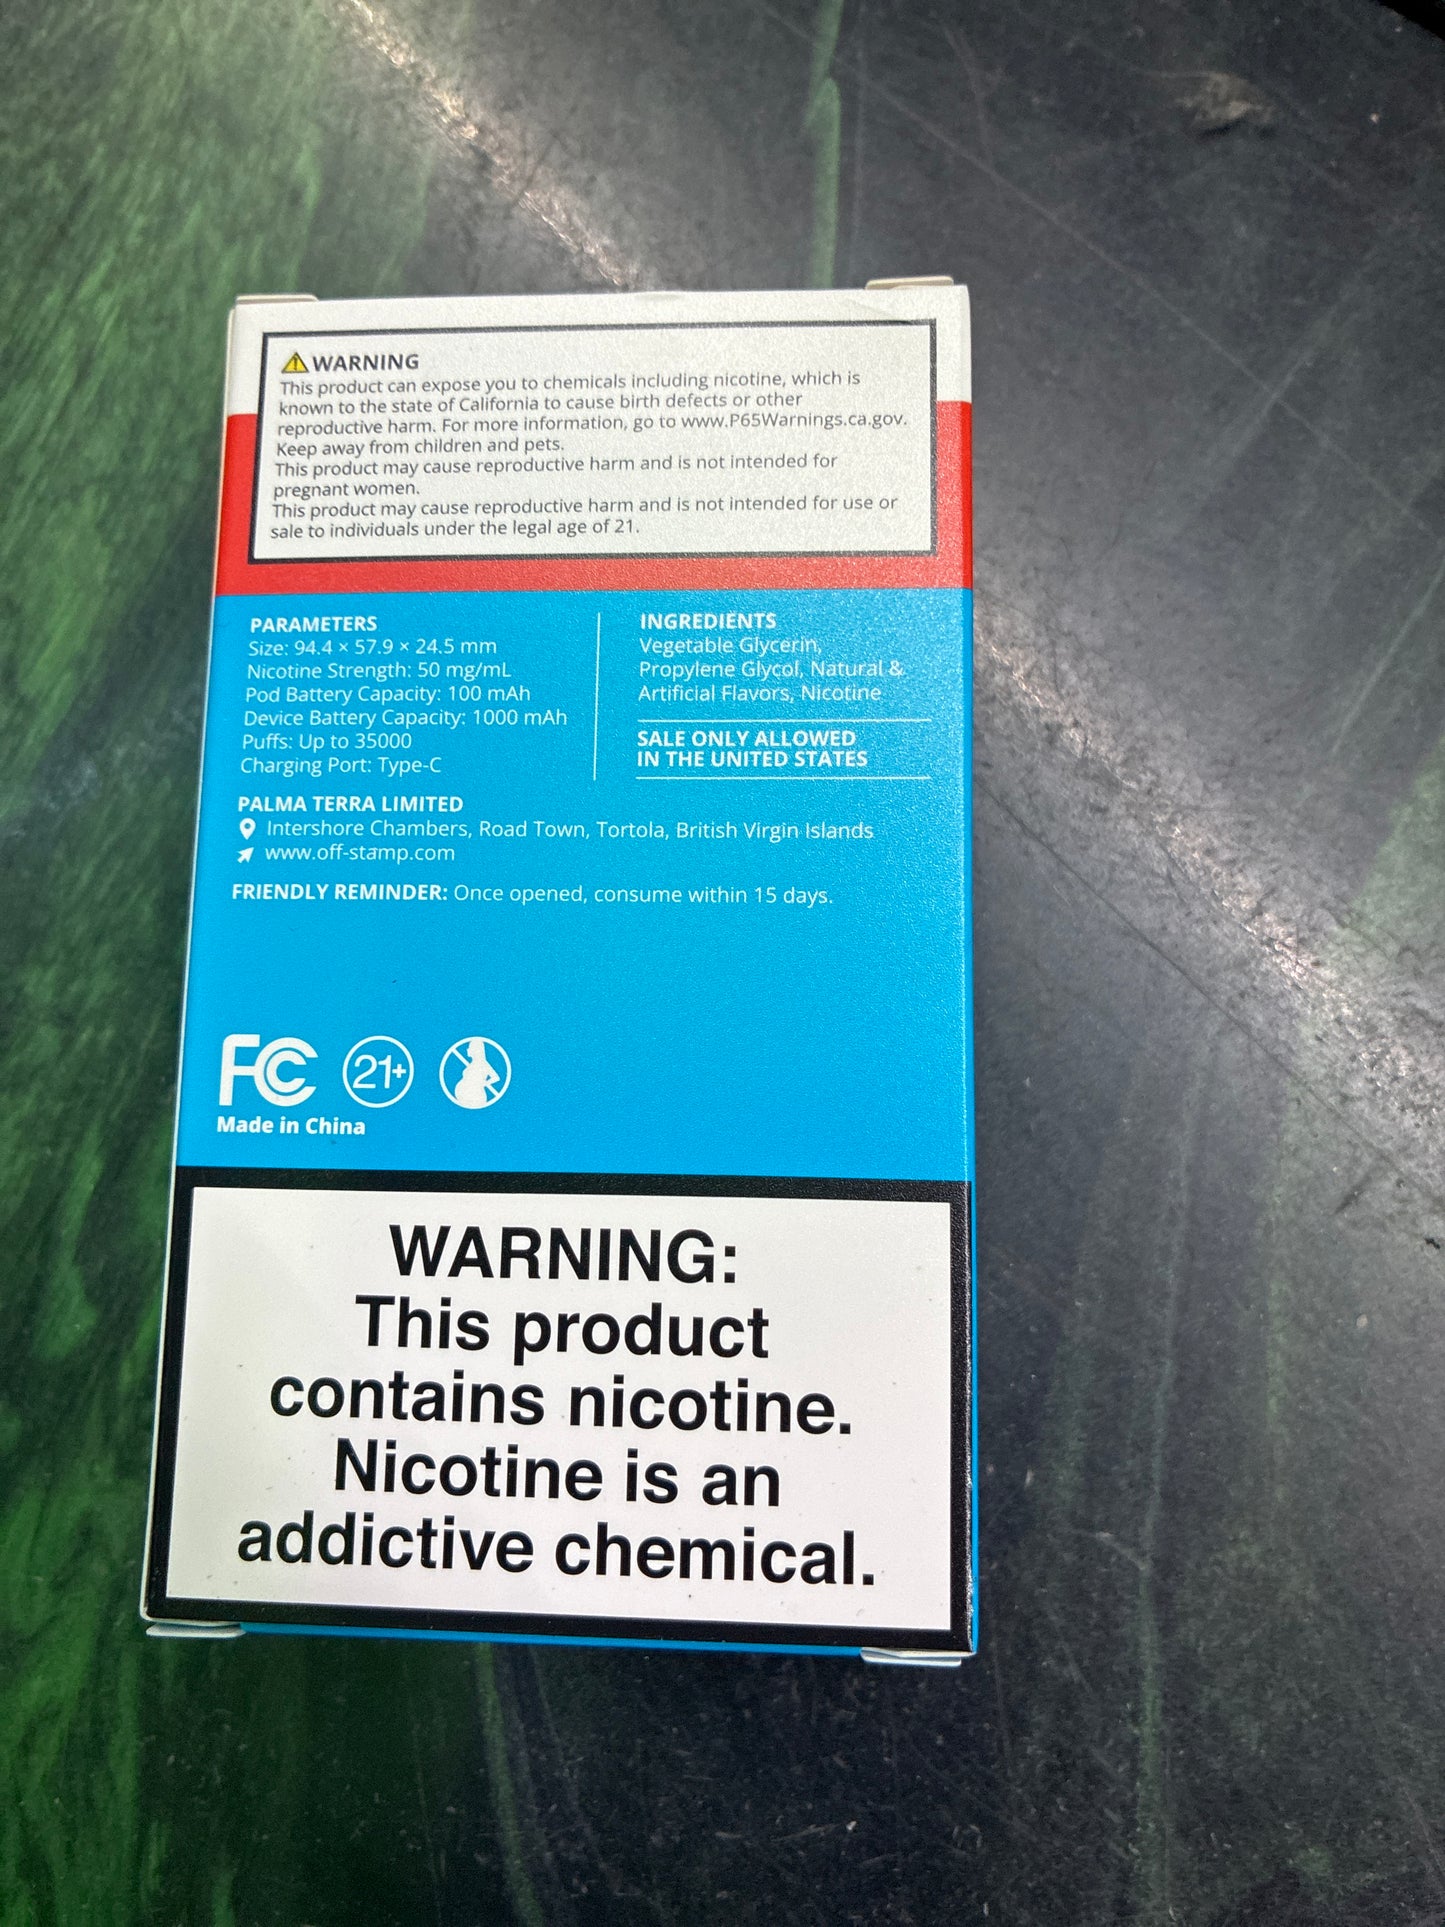 WARNING
This product can expose you to chemicals including nicotine, which is
known to the state of California to cause birth defects or other
reproductive harm. For more information, go to www.P65Warnings.ca.gov.
Keep away from children and pets.
This product may cause reproductive harm and is not intended for
pregnant women.
This product may cause reproductive harm and is not intended for use or
sale to individuals under the legal age of 21.
PARAMETERS
Size: 94.4 × 57.9 × 24.5 mm
Nicotine Strength: 50 mg/mL
Pod Battery Capacity: 100 mAh
Device Battery Capacity: 1000 mAh
Puffs: Up to 35000
Charging Port: Type-C
INGREDIENTS
Vegetable Glycerin,
Propylene Glycol, Natural &
Artificial Flavors, Nicotine
SALE ONLY ALLOWED
IN THE UNITED STATES
PALMA TERRA LIMITED
Intershore Chambers, Road Town, Tortola, British Virgin Islands
www.off-stamp.com
FRIENDLY REMINDER: Once opened, consume within 15 days.
FC 21+
Made in China
WARNING:
This product
contains nicotine.
Nicotine is an
addictive chemical.